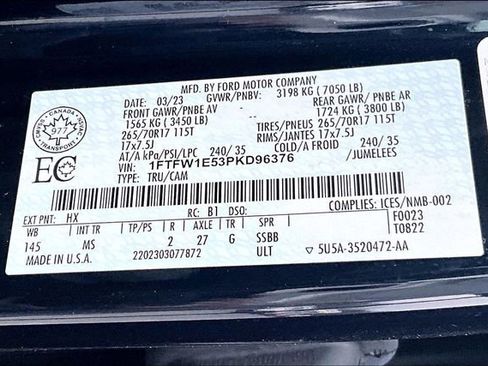 MFD. BY FORD MOTOR COMPANY
DATE: 03/23 GVWR/PNBV: 3198 KG ( 7050 LB)
FRONT GAWR/ PNBE AV REAR GAWR/ PNBE AR
1565 KG ( 3450 LB) 1724 KG ( 3800 LB)
265/70R17 115T TIRES/PNEUS 265/70R17 115T
17x7.5J RIMS/JANTES 17x7.5J
AT/A kPa/PSI/LPC 240/ 35 COLD/A FROID 240/ 35
VIN: 1FTFW1E53PKD96376 /JUMELEES
TYPE: TRU/CAM
CANADA
977
EC
COMPLIES: ICES/NMB-002
EXT PNT: HX RC: B1 DSO: F0023
WB INT TR TP/PS R AXLE TR SPR T0822
145 MS 2 27 G SSBB
MADE IN U.S.A. 2202303077872 ULT 5U5A-3520472-AA